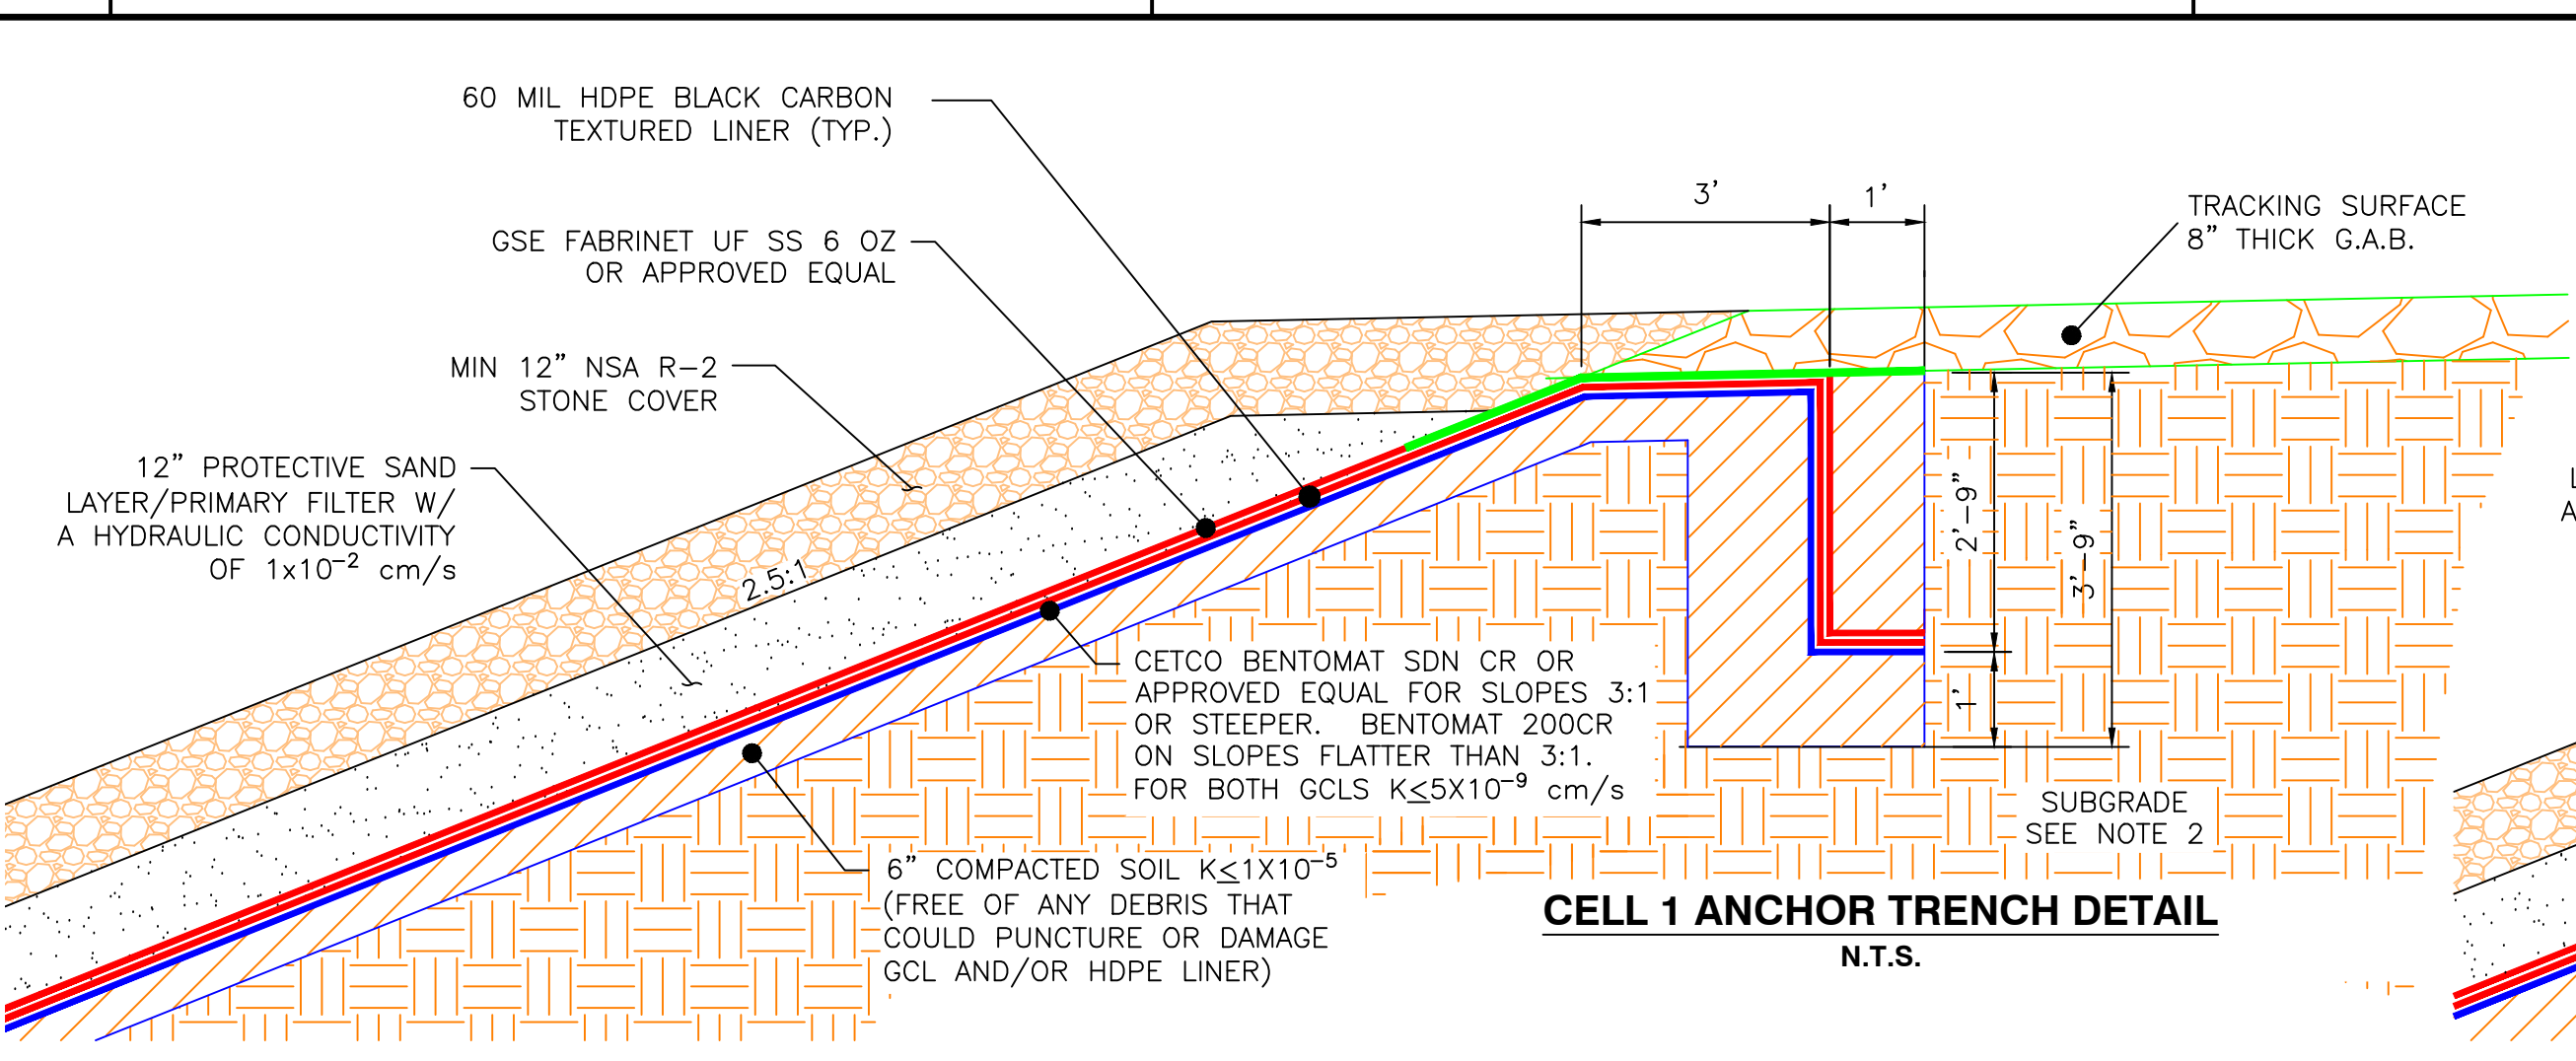 60 MIL HDPE BLACK CARBON
TEXTURED LINER (TYP.)
GSE FABRINET UF SS 6 OZ
OR APPROVED EQUAL
MIN 12” NSA R-2
STONE COVER
12” PROTECTIVE SAND
LAYER/PRIMARY FILTER W/
A HYDRAULIC CONDUCTIVITY
OF 1x10⁻² cm/s
2.5:1
3’
1’
TRACKING SURFACE
8” THICK G.A.B.
2’-9”
3’-9”
1’
CETCO BENTOMAT SDN CR OR
APPROVED EQUAL FOR SLOPES 3:1
OR STEEPER. BENTOMAT 200CR
ON SLOPES FLATTER THAN 3:1.
FOR BOTH GCLS K≤5X10⁻⁹ cm/s
6” COMPACTED SOIL K≤1X10⁻⁵
(FREE OF ANY DEBRIS THAT
COULD PUNCTURE OR DAMAGE
GCL AND/OR HDPE LINER)
SUBGRADE
SEE NOTE 2
CELL 1 ANCHOR TRENCH DETAIL
N.T.S.